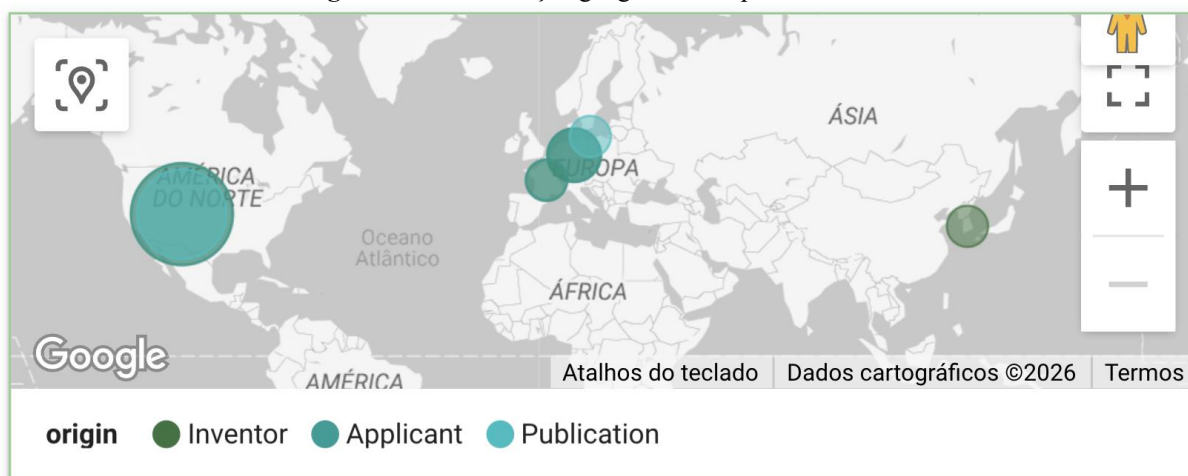 ÁSIA
AMÉRICA
DO NORTE
EUROPA
Oceano
Atlântico
ÁFRICA
Google
AMÉRICA
Atalhos do teclado
Dados cartográficos ©2026
Termos
origin
Inventor
Applicant
Publication